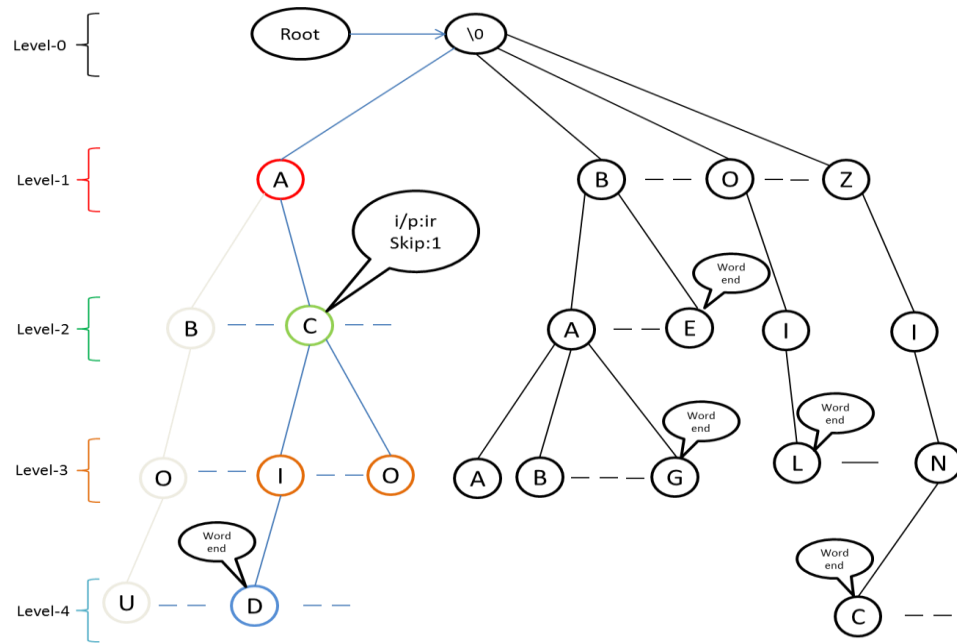 Level-0
Root
\0
Level-1
A
B
O
Z
i/p:ir
Skip:1
Word
end
Level-2
B
C
A
E
I
I
Word
end
Word
end
Level-3
O
I
O
A
B
G
L
N
Word
end
Word
end
Level-4
U
D
C